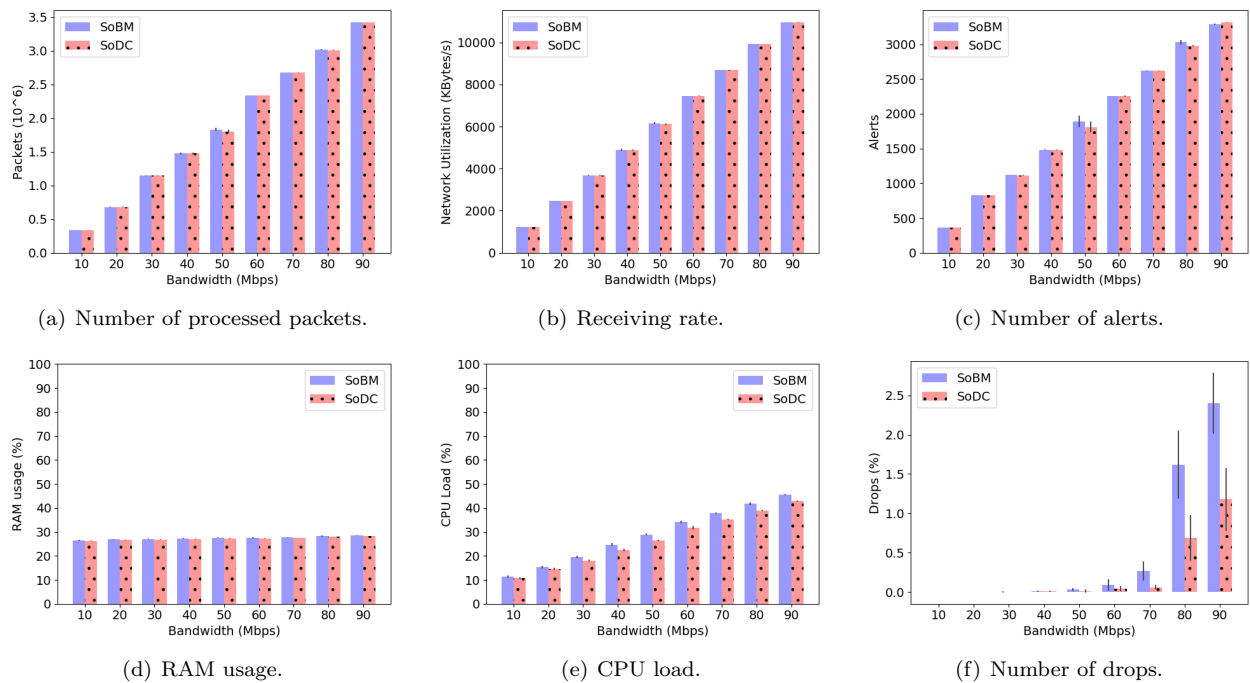 3.5
3.0
2.5
2.0
1.5
1.0
0.5
0.0
Packets (10^6)
SoBM
SoDC
10 20 30 40 50 60 70 80 90
Bandwidth (Mbps)
(a) Number of processed packets.
10000
8000
6000
4000
2000
0
Network Utilization (KBytes/s)
SoBM
SoDC
10 20 30 40 50 60 70 80 90
Bandwidth (Mbps)
(b) Receiving rate.
3000
2500
2000
1500
1000
500
0
Alerts
SoBM
SoDC
10 20 30 40 50 60 70 80 90
Bandwidth (Mbps)
(c) Number of alerts.
100
90
80
70
60
50
40
30
20
10
0
RAM usage (%)
SoBM
SoDC
10 20 30 40 50 60 70 80 90
Bandwidth (Mbps)
(d) RAM usage.
100
90
80
70
60
50
40
30
20
10
0
CPU Load (%)
SoBM
SoDC
10 20 30 40 50 60 70 80 90
Bandwidth (Mbps)
(e) CPU load.
2.5
2.0
1.5
1.0
0.5
0.0
Drops (%)
SoBM
SoDC
10 20 30 40 50 60 70 80 90
Bandwidth (Mbps)
(f) Number of drops.